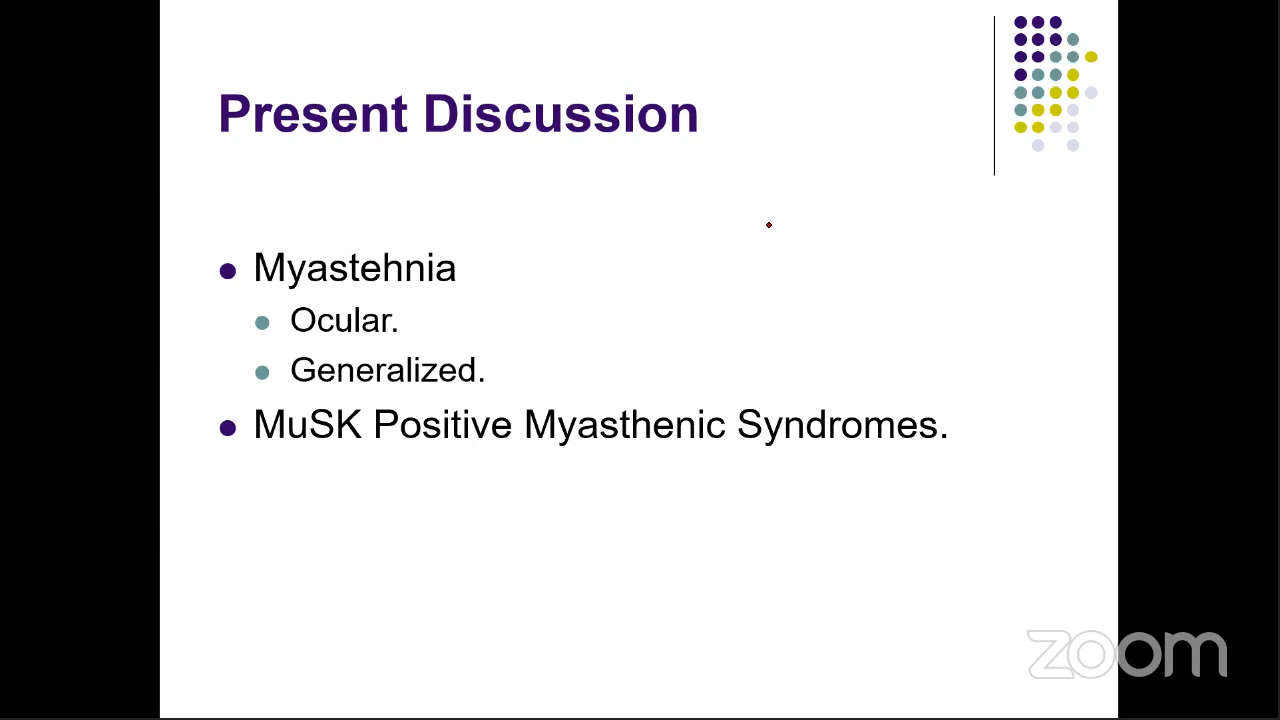 Present Discussion
Myastehnia
Ocular.
Generalized.
MuSK Positive Myasthenic Syndromes.
zoom